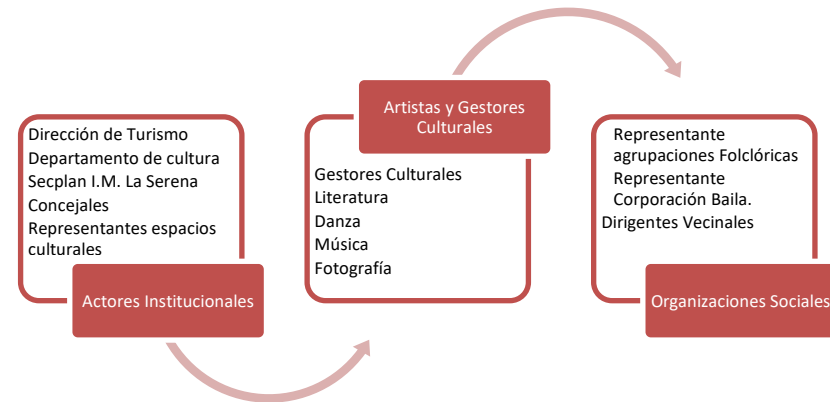 Dirección de Turismo
Departamento de cultura
Secplan I.M. La Serena
Concejales
Representantes espacios
culturales
Actores Institucionales
Artistas y Gestores
Culturales
Gestores Culturales
Literatura
Danza
Música
Fotografía
Representante
agrupaciones Folclóricas
Representante
Corporación Baila.
Dirigentes Vecinales
Organizaciones Sociales